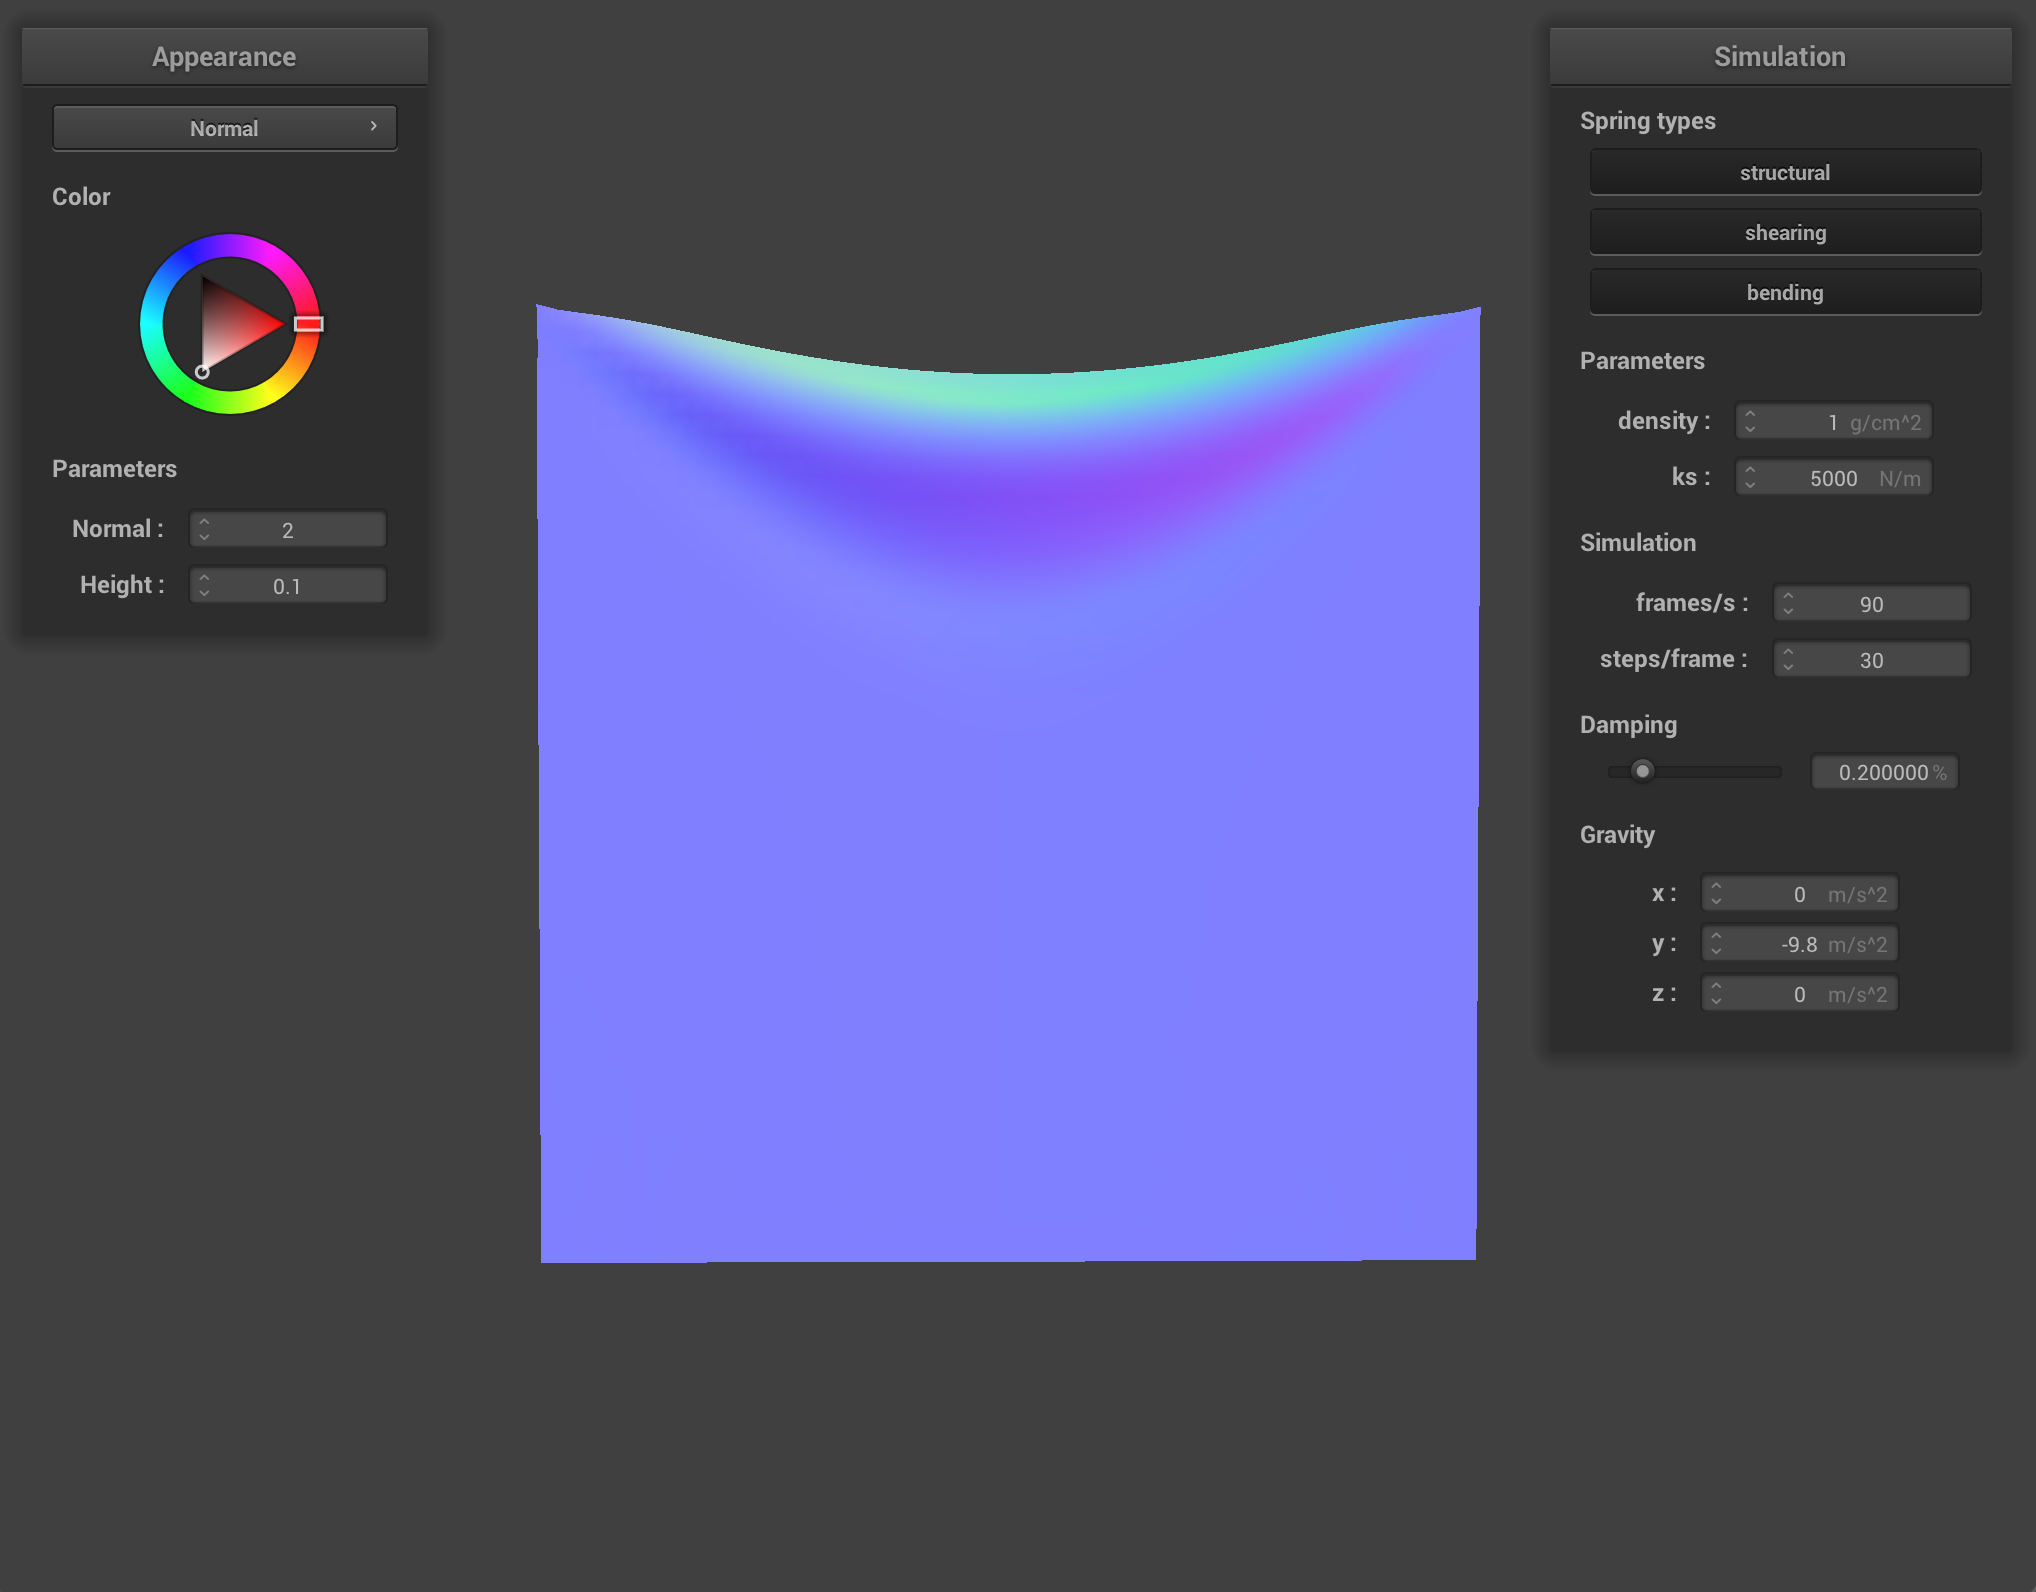 Appearance
Normal
Color
Parameters
Normal : 2
Height : 0.1
Simulation
Spring types
structural
shearing
bending
Parameters
density : 1 g/cm^2
ks : 5000 N/m
Simulation
frames/s : 90
steps/frame : 30
Damping
0.200000 %
Gravity
x : 0 m/s^2
y : -9.8 m/s^2
z : 0 m/s^2